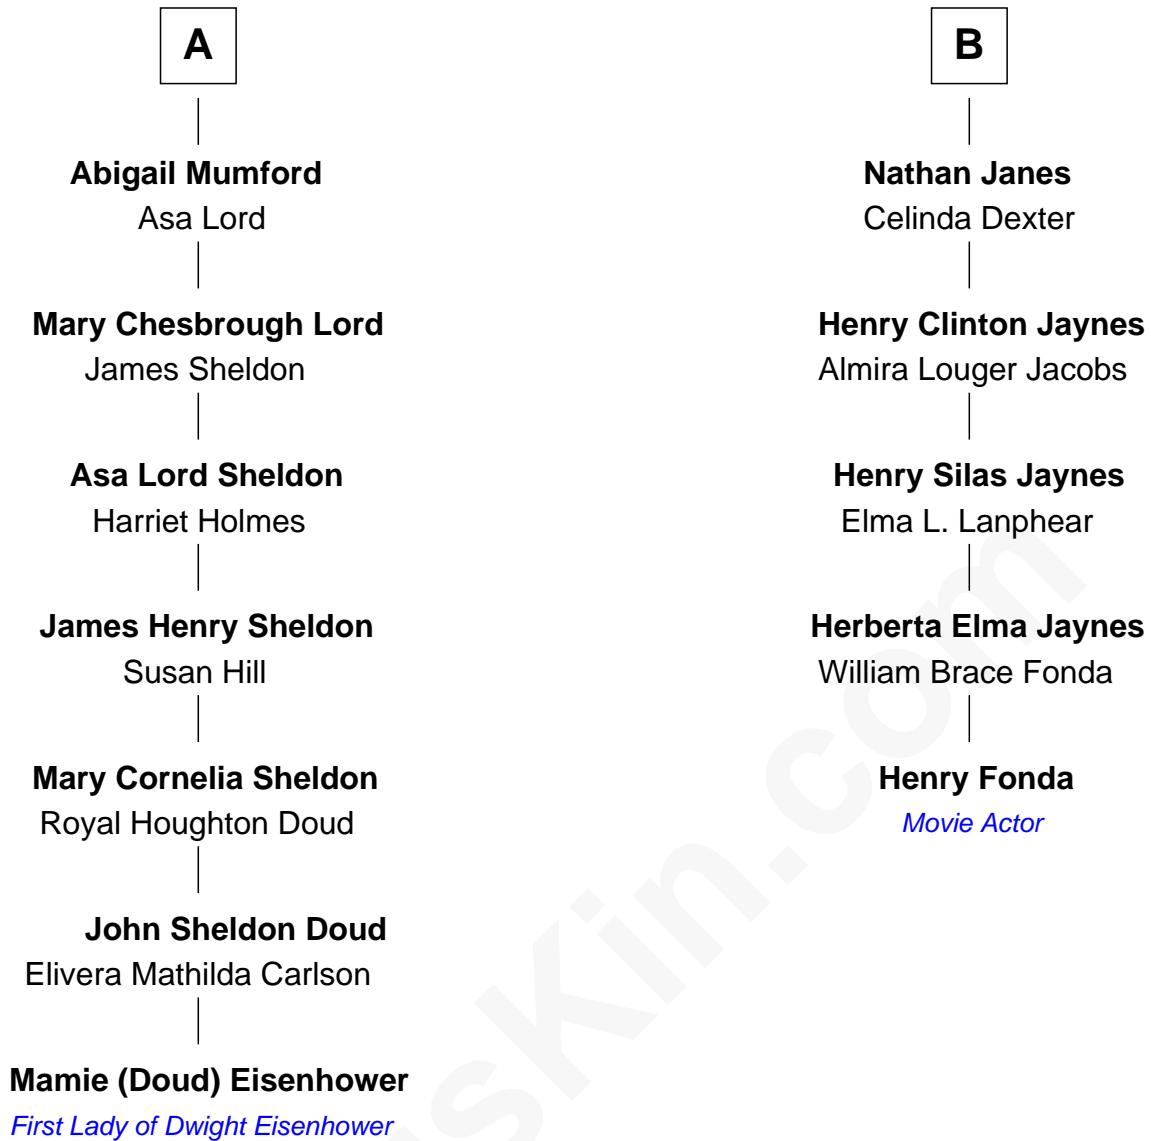 A
Abigail Mumford
Asa Lord
Mary Chesbrough Lord
James Sheldon
Asa Lord Sheldon
Harriet Holmes
James Henry Sheldon
Susan Hill
Mary Cornelia Sheldon
Royal Houghton Doud
John Sheldon Doud
Elivera Mathilda Carlson
Mamie (Doud) Eisenhower
First Lady of Dwight Eisenhower
B
Nathan Janes
Celinda Dexter
Henry Clinton Jaynes
Almira Louger Jacobs
Henry Silas Jaynes
Elma L. Lanphear
Herberta Elma Jaynes
William Brace Fonda
Henry Fonda
Movie Actor